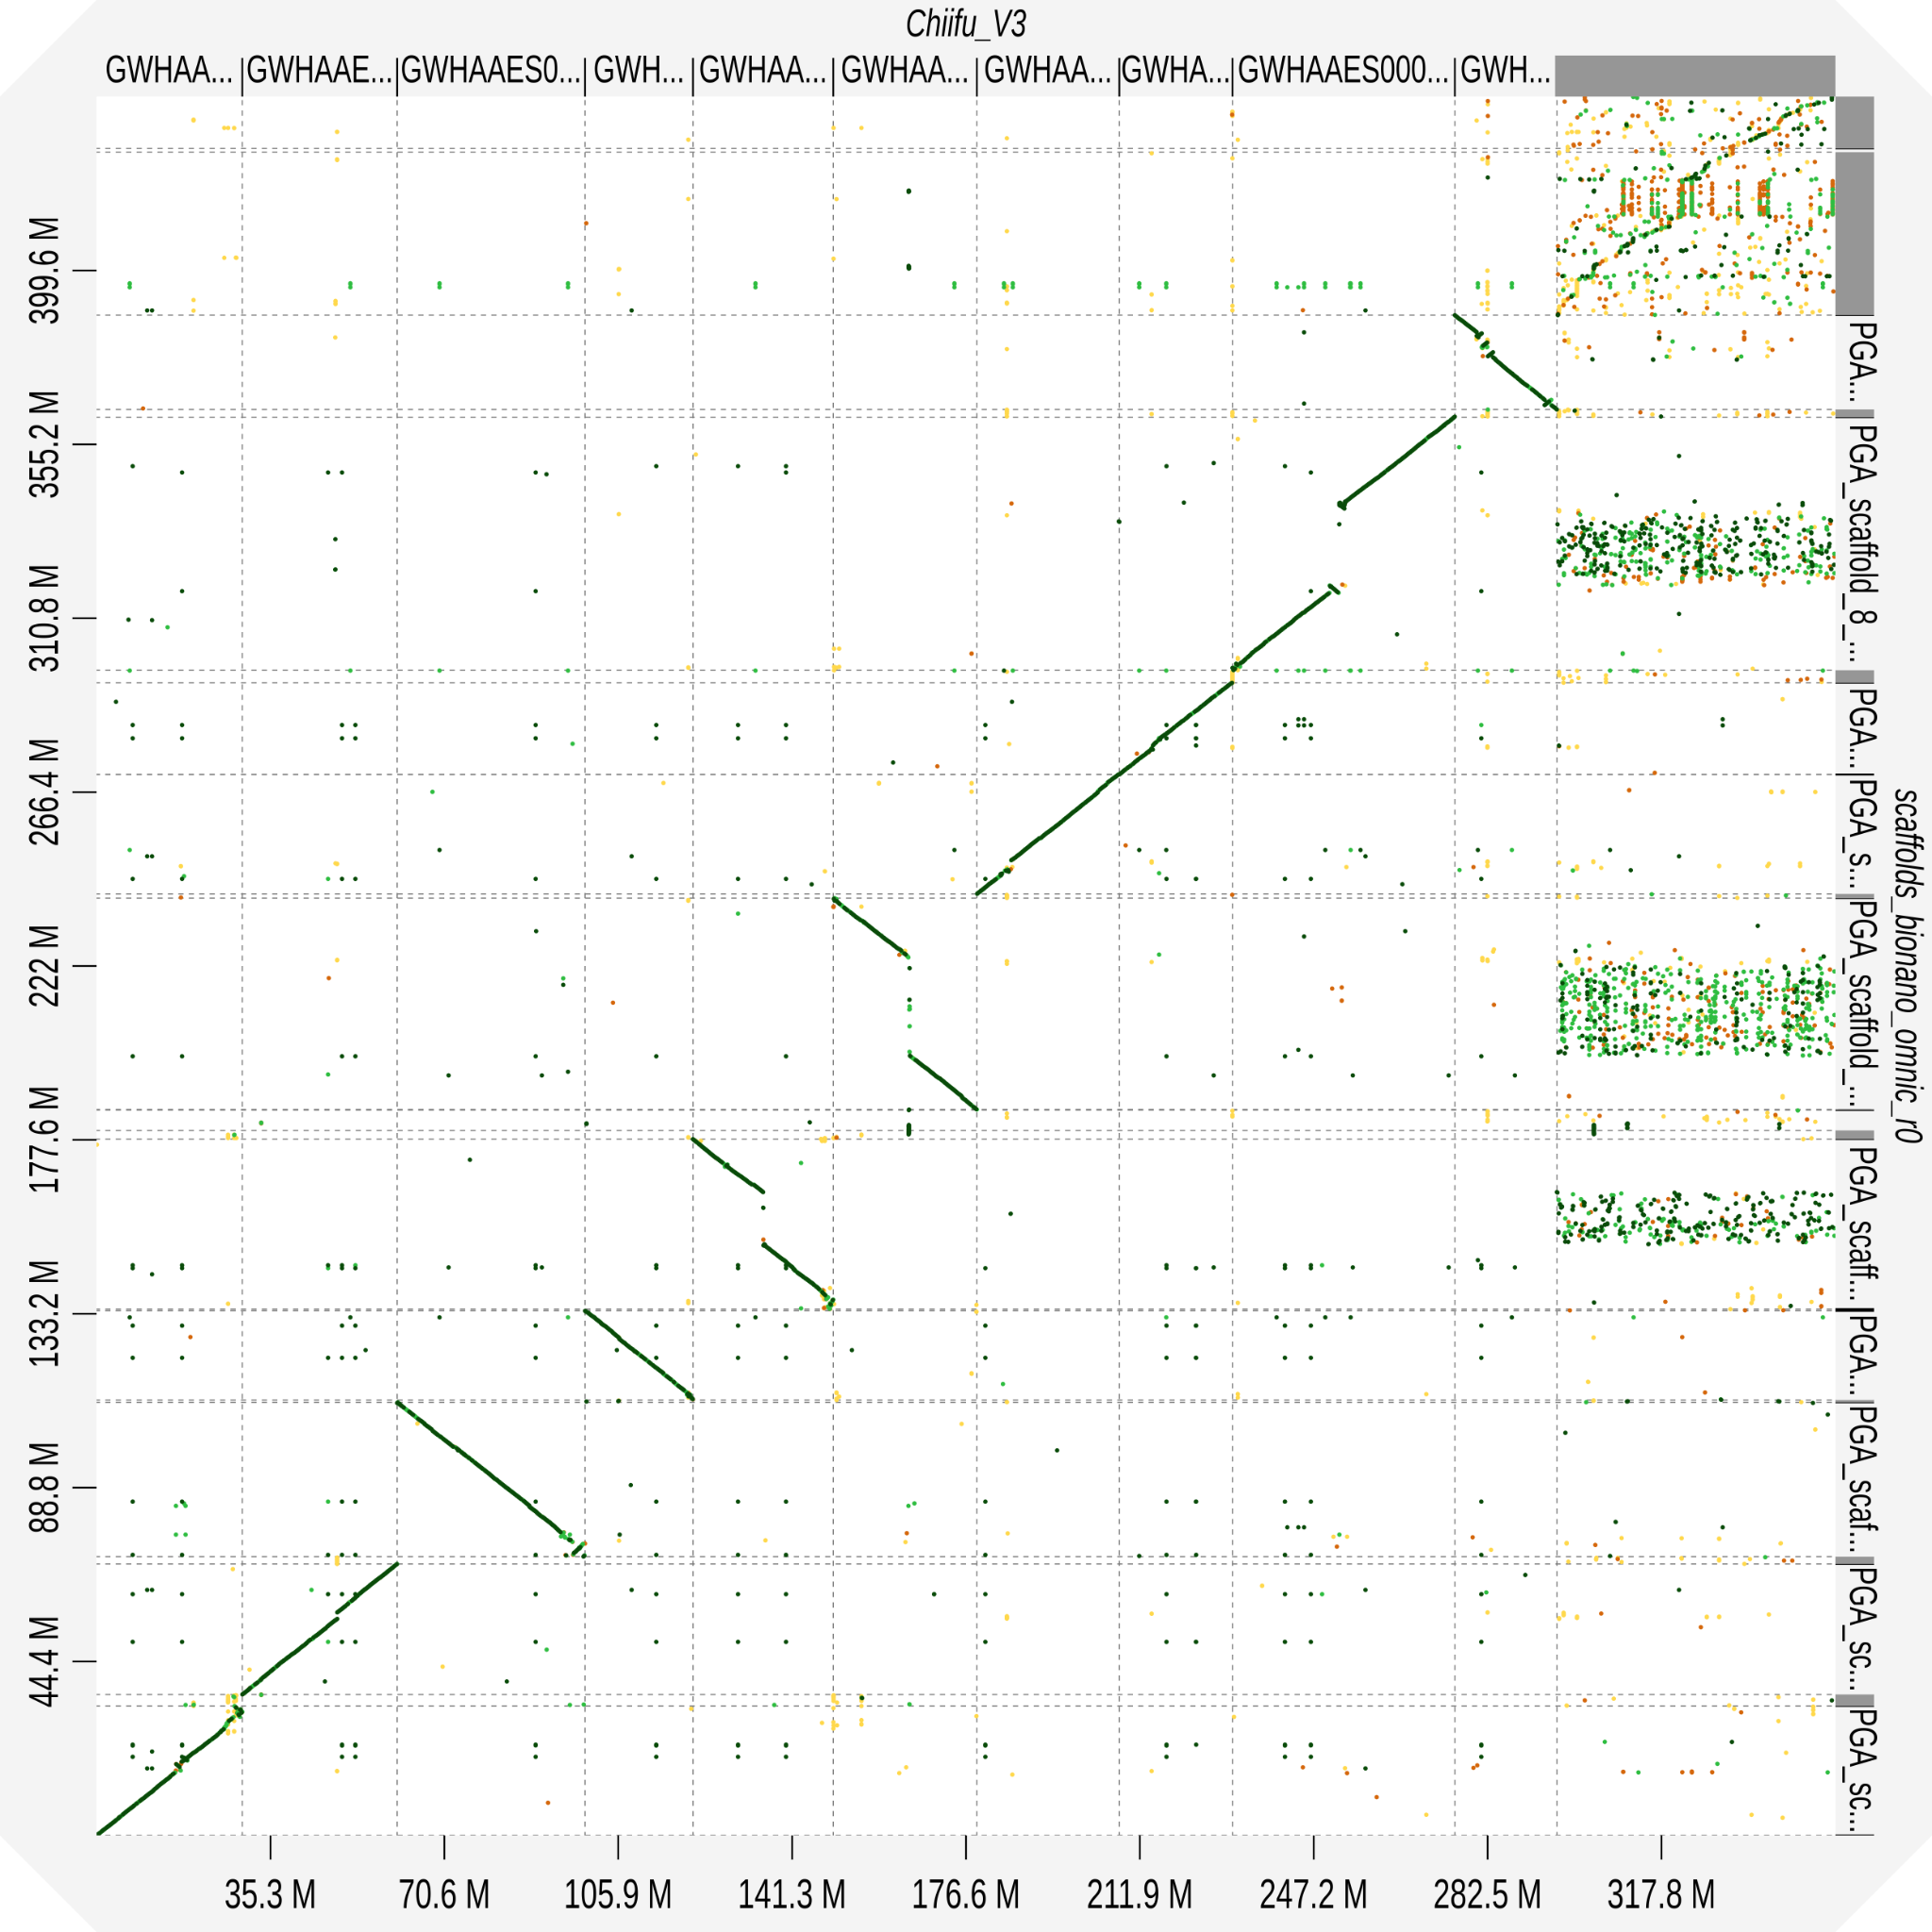 Chiifu_V3
GWHAA... GWHAAE... GWHAAES0... GWH... GWHAA... GWHAA... GWHAA... GWHA... GWHAAES000... GWH...
399.6 M
355.2 M
310.8 M
266.4 M
222 M
177.6 M
133.2 M
88.8 M
44.4 M
PGA...
PGA_scaffold_8_...
PGA...
PGA_s...
PGA_scaffold_...
PGA_scaff...
PGA...
PGA_scaf...
PGA_sc...
PGA_sc...
scaffolds_bionano_omnic_r0
35.3 M 70.6 M 105.9 M 141.3 M 176.6 M 211.9 M 247.2 M 282.5 M 317.8 M